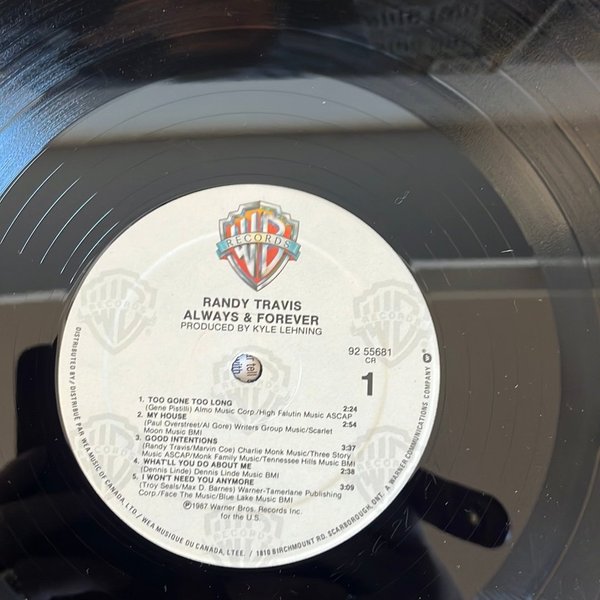 WB
RECORDS
RANDY TRAVIS
ALWAYS & FOREVER
PRODUCED BY KYLE LEHNING
92 55681
CR
1
1. TOO GONE TOO LONG
(Gene Pistilli) Almo Music Corp./High Falutin Music ASCAP 2:24
2. MY HOUSE 2:54
(Paul Overstreet/Al Gore) Writers Group Music/Scarlet
Moon Music BMI
3. GOOD INTENTIONS 3:37
(Randy Travis/Marvin Coe) Charlie Monk Music/Three Story
Music ASCAP/Monk Family Music/Tennessee Hills Music BMI
4. WHAT'LL YOU DO ABOUT ME 2:38
(Dennis Linde) Dennis Linde Music BMI
5. I WON'T NEED YOU ANYMORE 3:09
(Troy Seals/Max D. Barnes) Warner-Tamerlane Publishing
Corp./Face The Music/Blue Lake Music BMI
℗1987 Warner Bros. Records Inc.
for the U.S.
DISTRIBUTED BY/DISTRIBUÉ PAR WEA MUSIC OF CANADA, LTD./WEA MUSIQUE DU CANADA, LTEE. / 1810 BIRCHMOUNT RD. SCARBOROUGH, ONT. A WARNER COMMUNICATIONS COMPANY